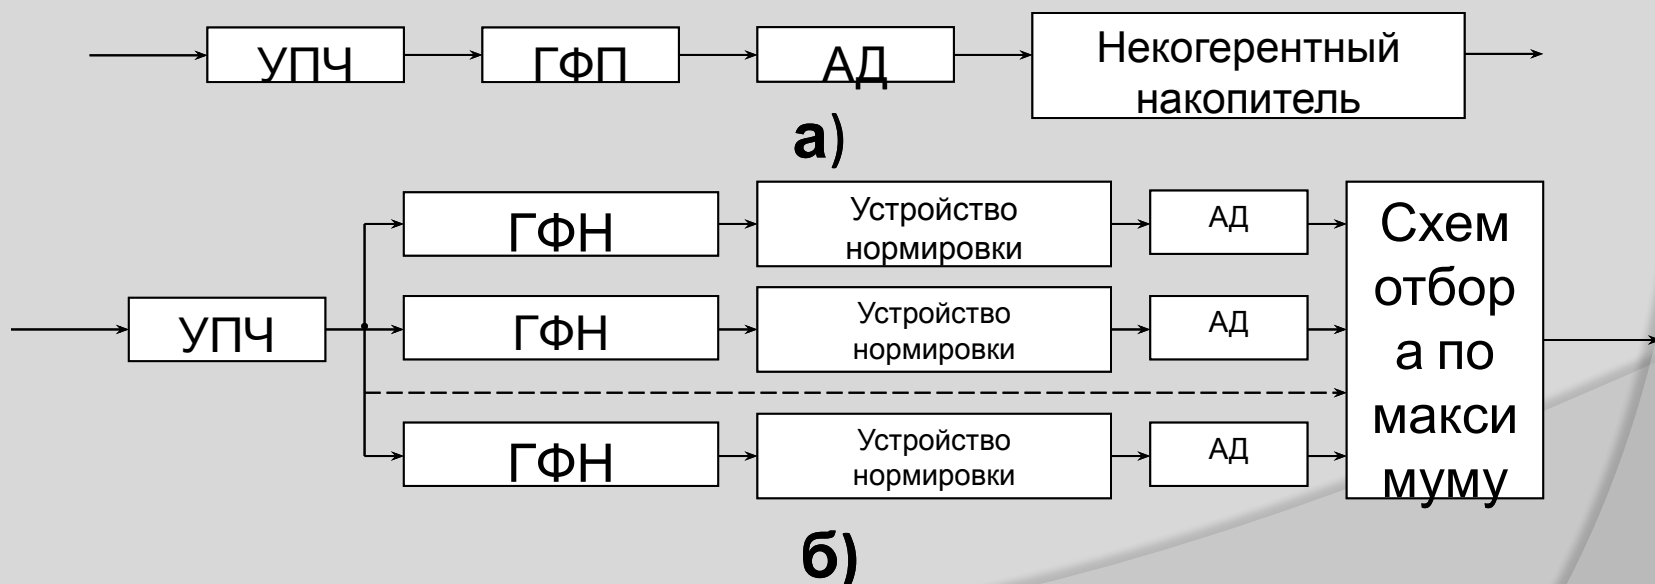 УПЧ
ГФП
АД
Некогерентный
накопитель
а)
ГФН
Устройство
нормировки
АД
УПЧ
ГФН
Устройство
нормировки
АД
ГФН
Устройство
нормировки
АД
Схем
отбор
а по
макси
муму
б)